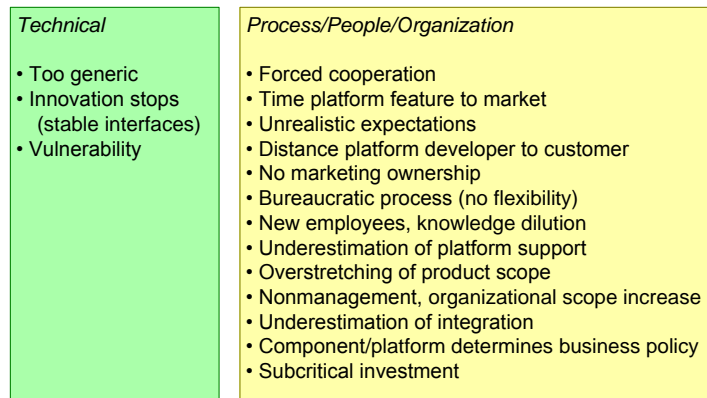 Technical
• Too generic
• Innovation stops
(stable interfaces)
• Vulnerability
Process/People/Organization
• Forced cooperation
• Time platform feature to market
• Unrealistic expectations
• Distance platform developer to customer
• No marketing ownership
• Bureaucratic process (no flexibility)
• New employees, knowledge dilution
• Underestimation of platform support
• Overstretching of product scope
• Nonmanagement, organizational scope increase
• Underestimation of integration
• Component/platform determines business policy
• Subcritical investment